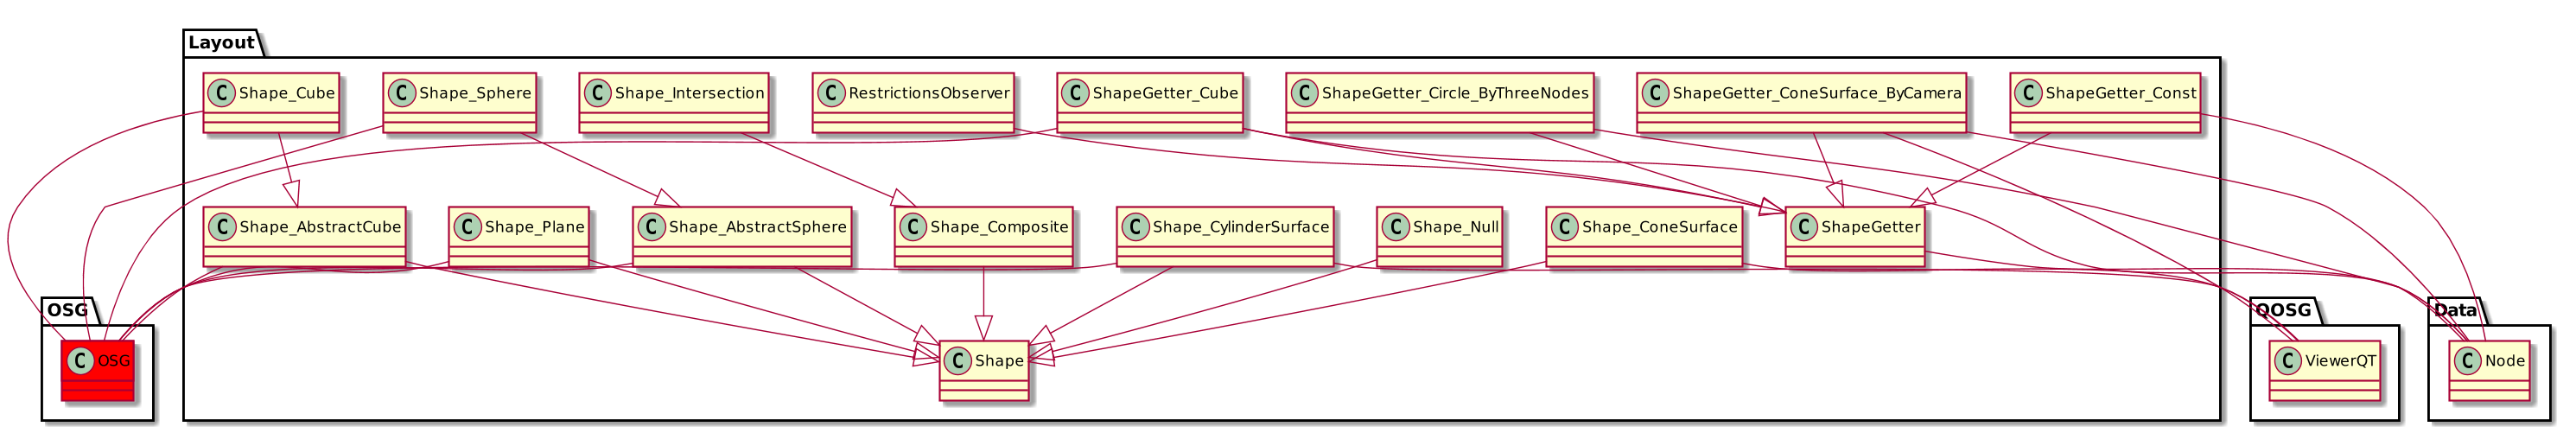 Layout
C Shape_Cube
C Shape_Sphere
C Shape_Intersection
C RestrictionsObserver
C ShapeGetter_Cube
C ShapeGetter_Circle_ByThreeNodes
C ShapeGetter_ConeSurface_ByCamera
C ShapeGetter_Const
C Shape_AbstractCube
C Shape_Plane
C Shape_AbstractSphere
C Shape_Composite
C Shape_CylinderSurface
C Shape_Null
C Shape_ConeSurface
C ShapeGetter
OSG
QOSG
Data
C OSG
C Shape
C ViewerQT
C Node